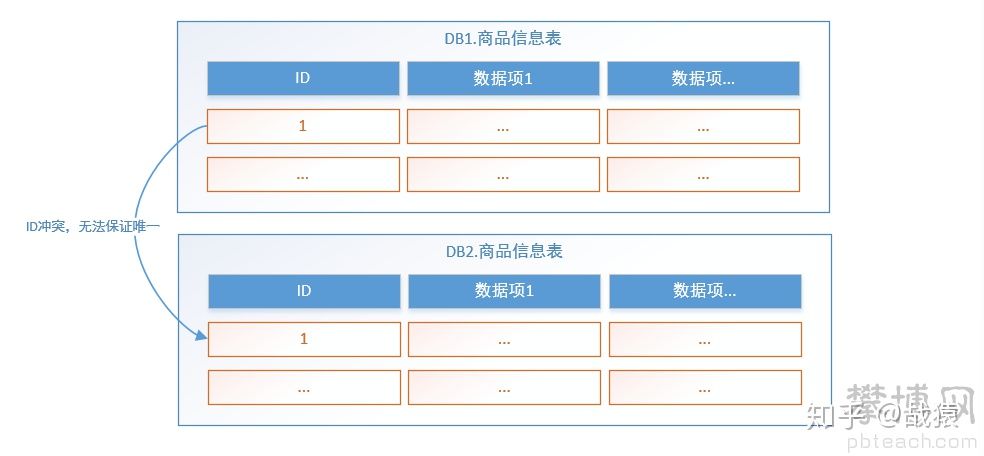 DB1.商品信息表
ID 数据项1 数据项...
1 ... ...
... ... ...
ID冲突，无法保证唯一
DB2.商品信息表
ID 数据项1 数据项...
1 ... ...
... ... ...
攀博网
知乎 @战猿
pbteach.com